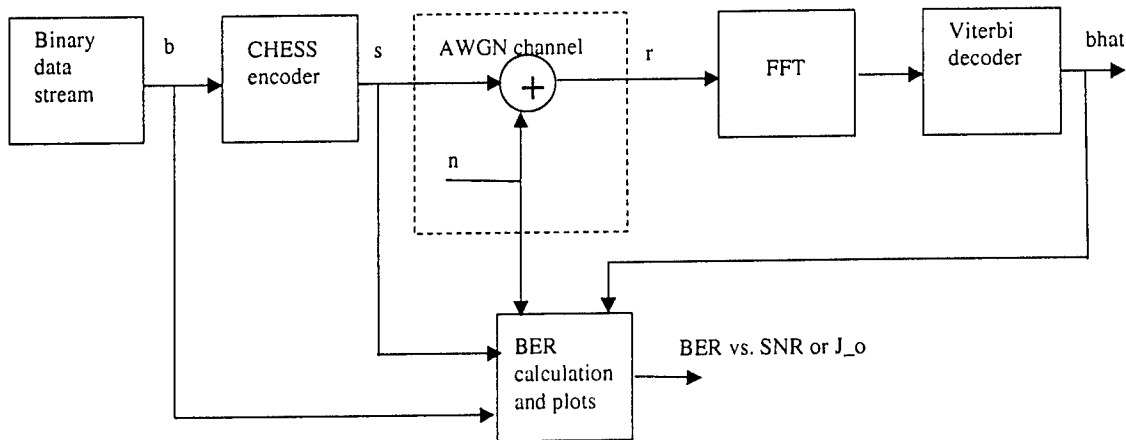 Binary
data
stream
b
CHESS
encoder
s
AWGN channel
+
n
r
FFT
Viterbi
decoder
bhat
BER
calculation
and plots
BER vs. SNR or J_o